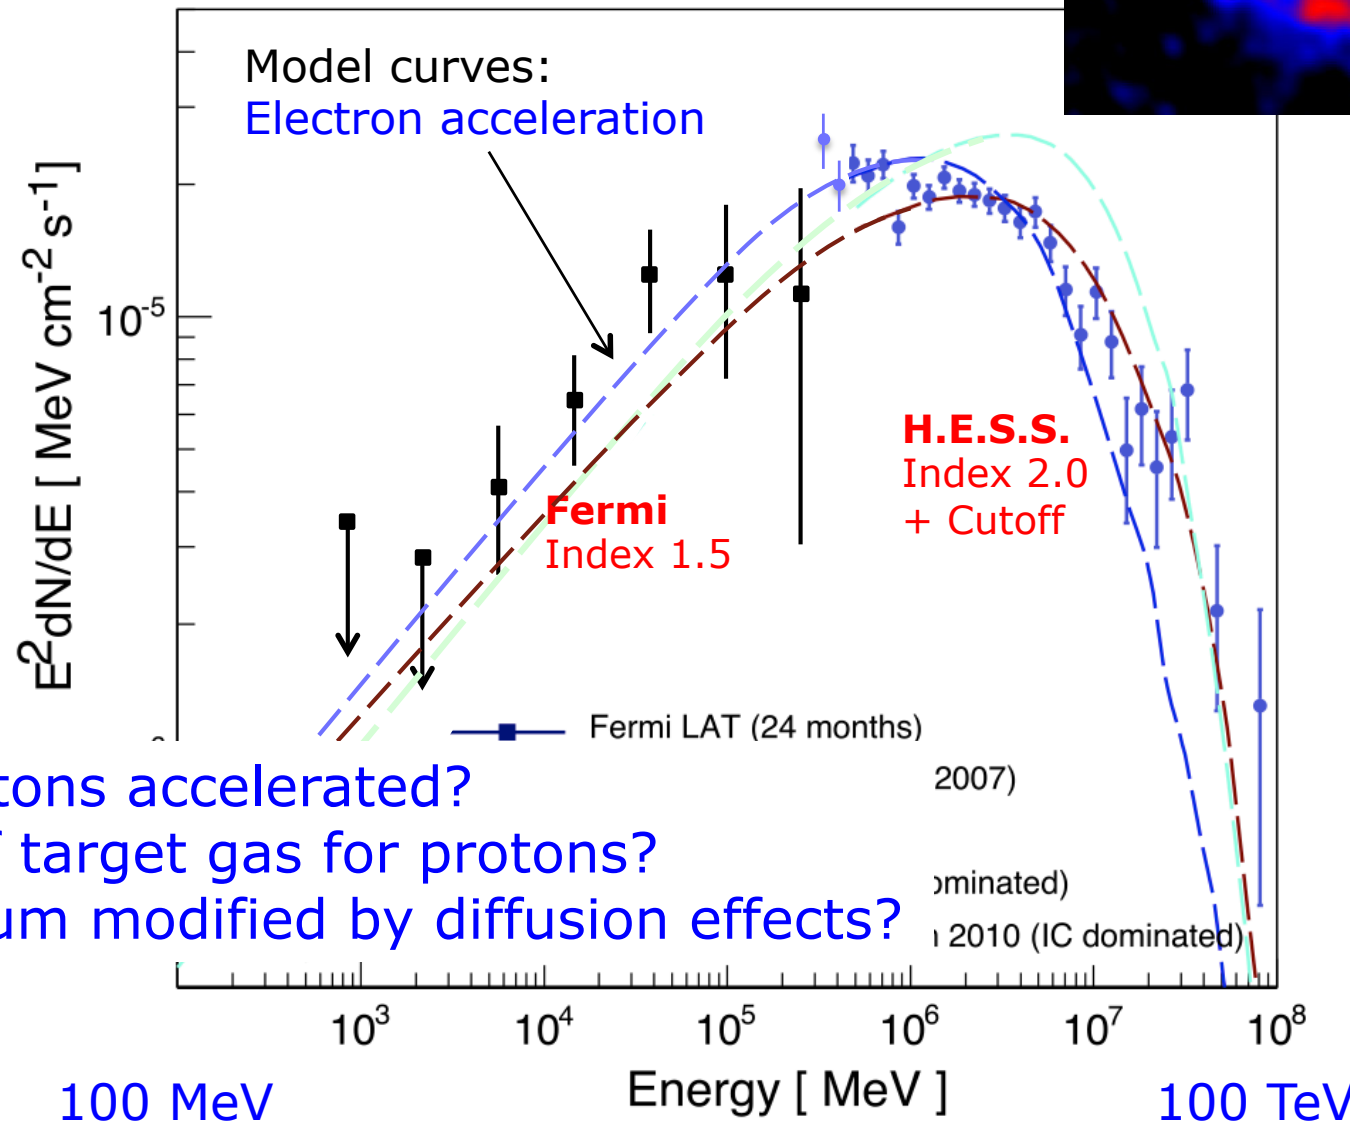 Model curves:
Electron acceleration
E²dN/dE [ MeV cm⁻² s⁻¹]
10⁻⁵
H.E.S.S.
Index 2.0
+ Cutoff
Fermi
Index 1.5
Fermi LAT (24 months)
2007)
tons accelerated?
target gas for protons?
um modified by diffusion effects?
2010 (IC dominated)
10³ 10⁴ 10⁵ 10⁶ 10⁷ 10⁸
Energy [ MeV ]
100 MeV
100 TeV